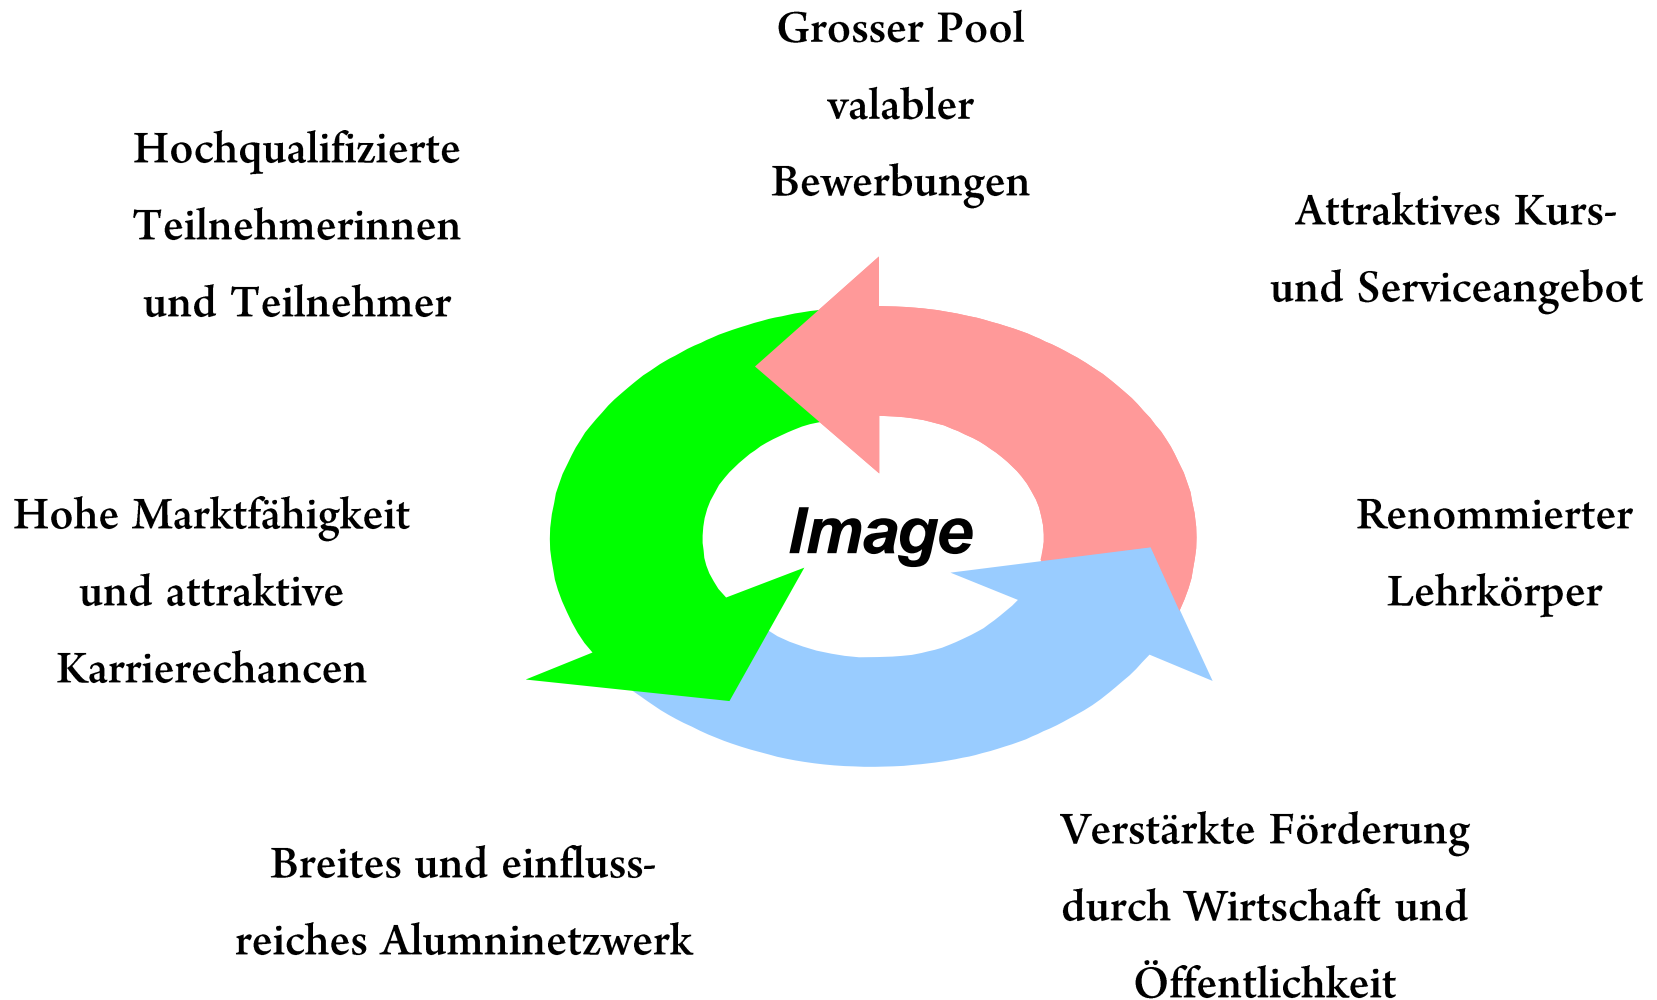 Grosser Pool
valabler
Bewerbungen
Hochqualifizierte
Teilnehmerinnen
und Teilnehmer
Attraktives Kurs-
und Serviceangebot
Hohe Marktfähigkeit
und attraktive
Karrierechancen
Image
Renommierter
Lehrkörper
Breites und einfluss-
reiches Alumninetzwerk
Verstärkte Förderung
durch Wirtschaft und
Öffentlichkeit